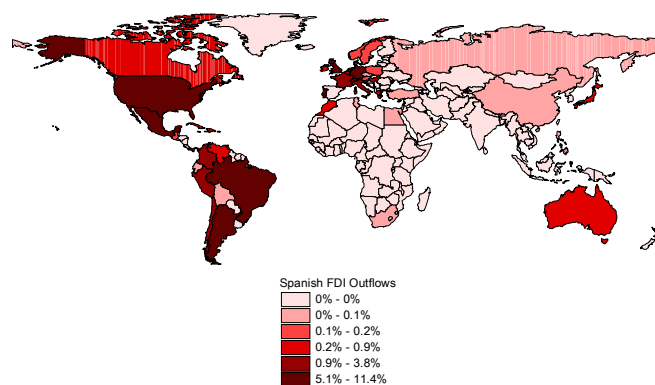 Spanish FDI Outflows
0% - 0%
0% - 0.1%
0.1% - 0.2%
0.2% - 0.9%
0.9% - 3.8%
5.1% - 11.4%